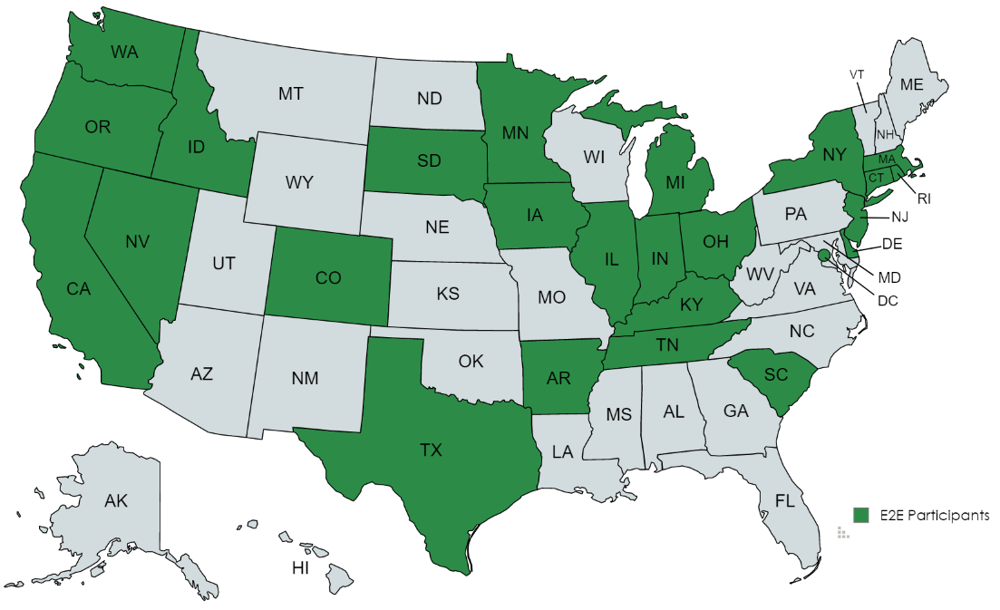 WA
MT
ND
MN
VT
ME
OR
ID
SD
WI
NH
WY
MI
NY
MA
CT
RI
NV
UT
NE
IA
PA
NJ
CA
CO
KS
MO
IL
IN
OH
WV
VA
DE
MD
DC
KY
AZ
NM
OK
AR
TN
NC
SC
TX
LA
MS
AL
GA
FL
AK
HI
E2E Participants